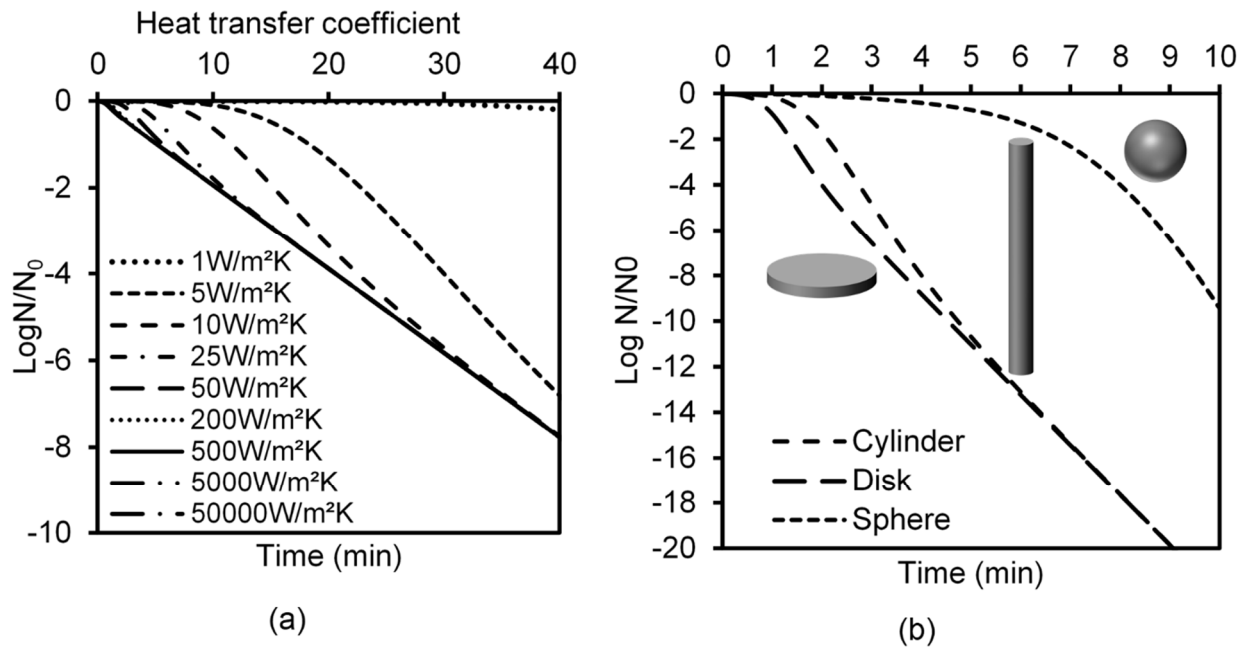 Heat transfer coefficient
0 10 20 30 40
0
-2
-4
-6
-8
-10
LogN/N₀
1W/m²K
5W/m²K
10W/m²K
25W/m²K
50W/m²K
200W/m²K
500W/m²K
5000W/m²K
50000W/m²K
Time (min)
(a)
0 1 2 3 4 5 6 7 8 9 10
0
-2
-4
-6
-8
-10
-12
-14
-16
-18
-20
Log N/N0
Cylinder
Disk
Sphere
Time (min)
(b)